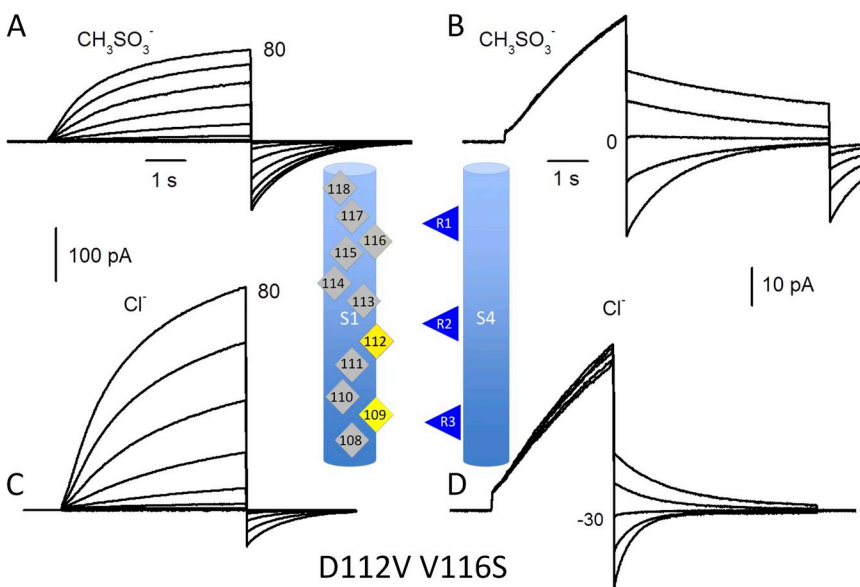 A
CH3SO3-
80
1 s
B
CH3SO3-
0
1 s
118
117
116
115
114
113
S1
112
111
110
109
108
R1
R2
R3
S4
100 pA
10 pA
Cl-
80
C
Cl-
-30
D
D112V V116S